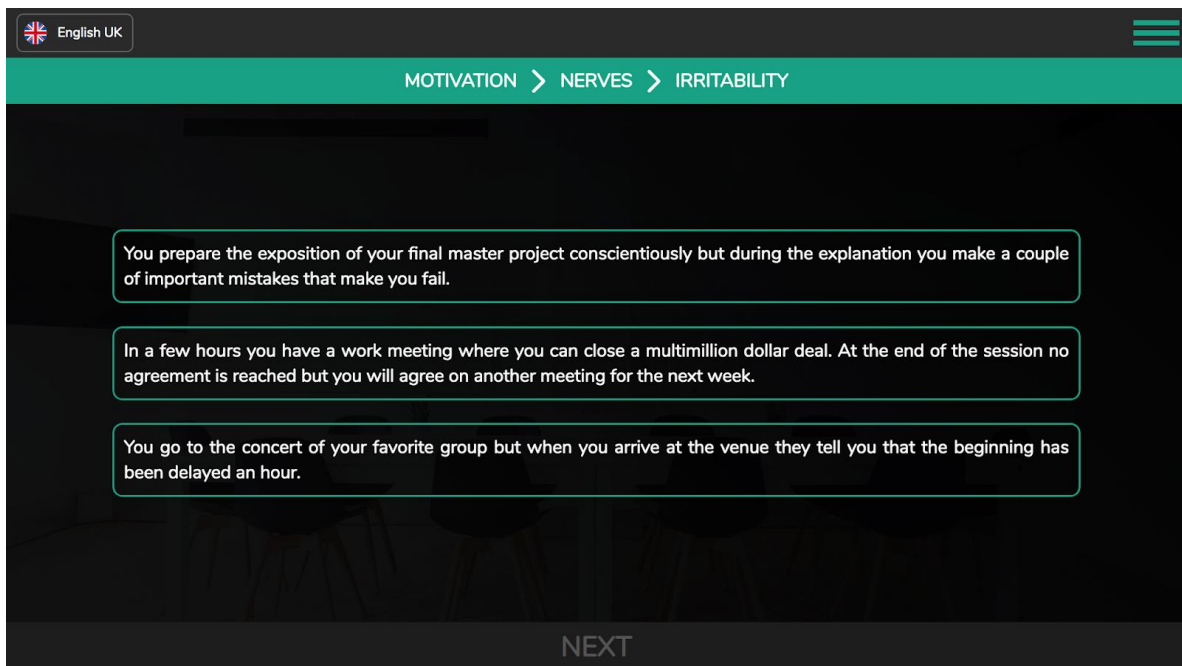 English UK
MOTIVATION > NERVES > IRRITABILITY
You prepare the exposition of your final master project conscientiously but during the explanation you make a couple
of important mistakes that make you fail.
In a few hours you have a work meeting where you can close a multimillion dollar deal. At the end of the session no
agreement is reached but you will agree on another meeting for the next week.
You go to the concert of your favorite group but when you arrive at the venue they tell you that the beginning has
been delayed an hour.
NEXT